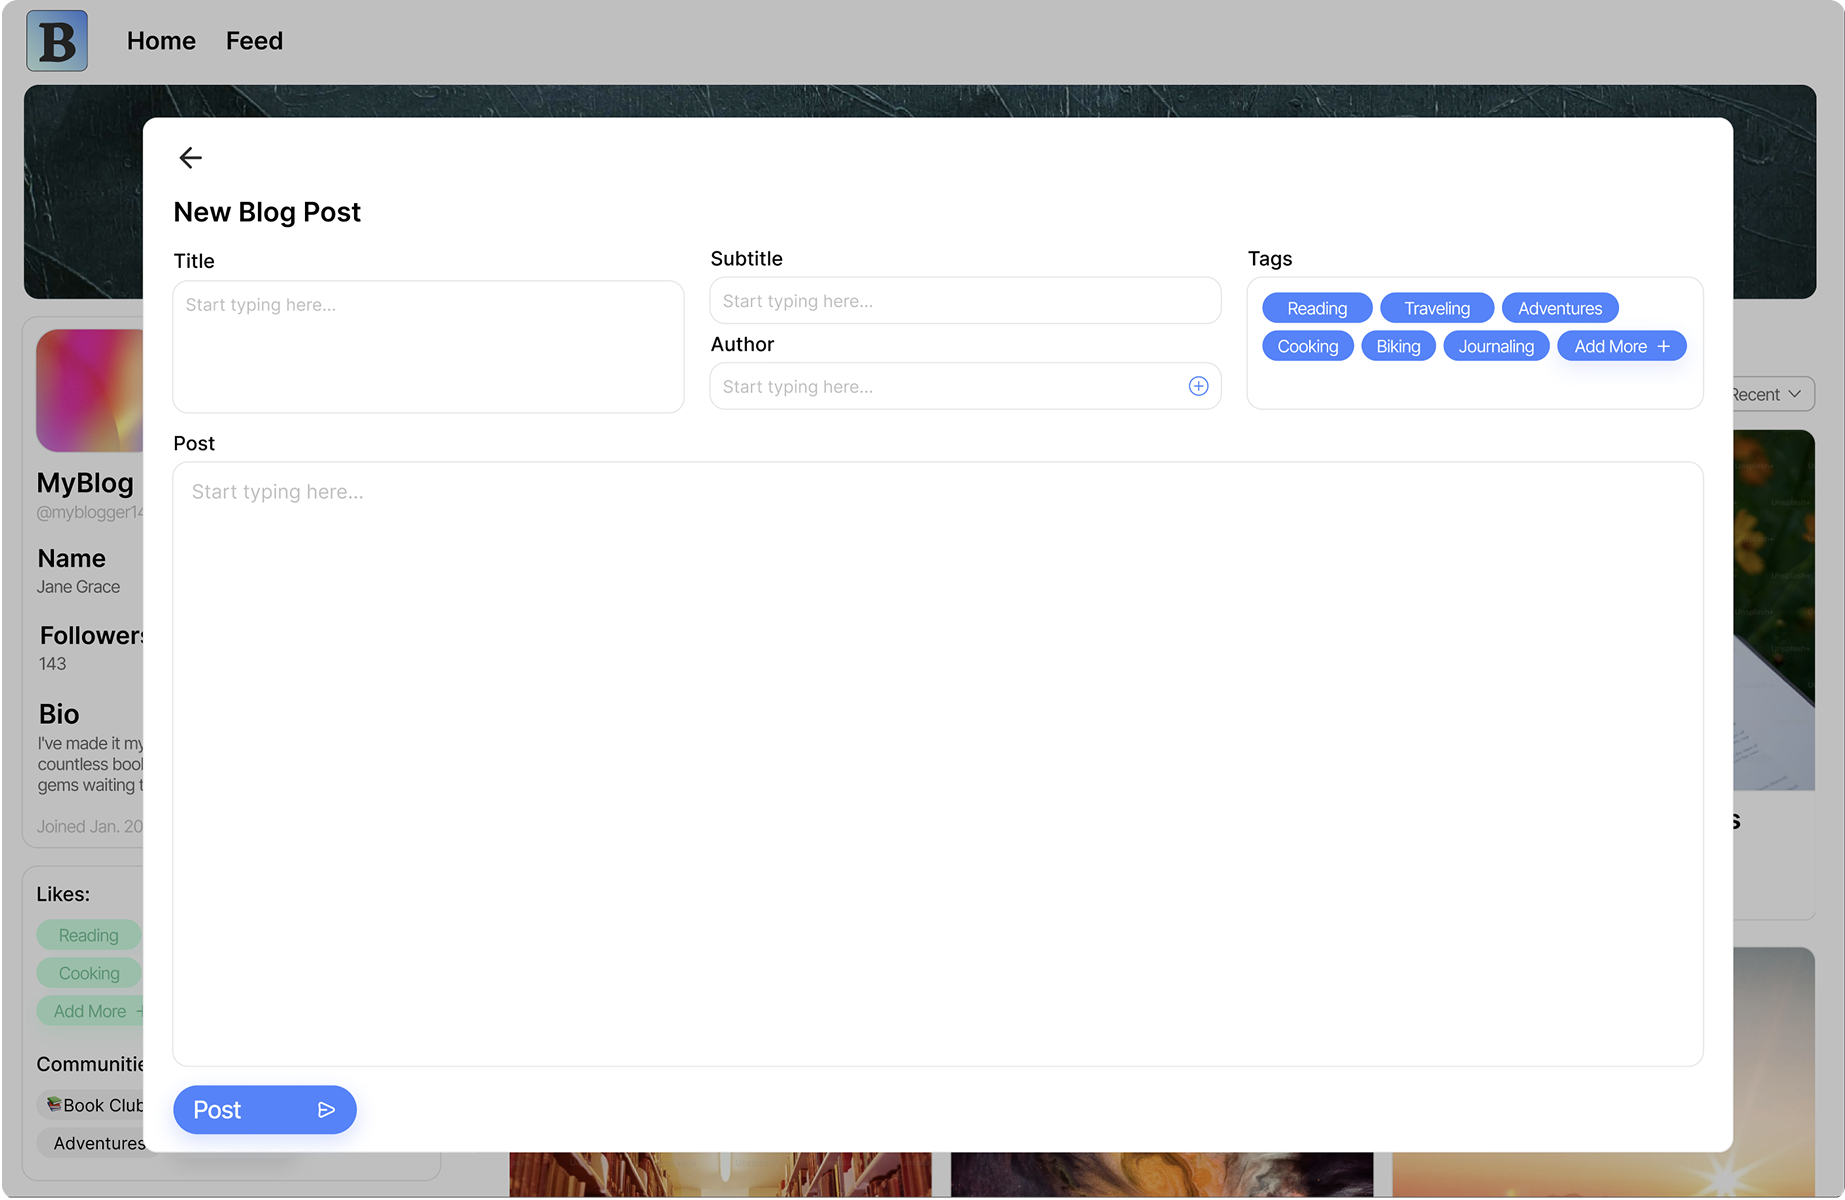 B
Home Feed
New Blog Post
Title
Start typing here...
Subtitle
Start typing here...
Author
Start typing here...
Tags
Reading Traveling Adventures
Cooking Biking Journaling Add More +
Post
Start typing here...
Post
Recent
MyBlog
@myblogger14
Name
Jane Grace
Followers
143
Bio
I've made it my
countless boo
gems waiting t
Joined Jan. 20
Likes:
Reading
Cooking
Add More +
Communitie
📚Book Club
Adventures
s